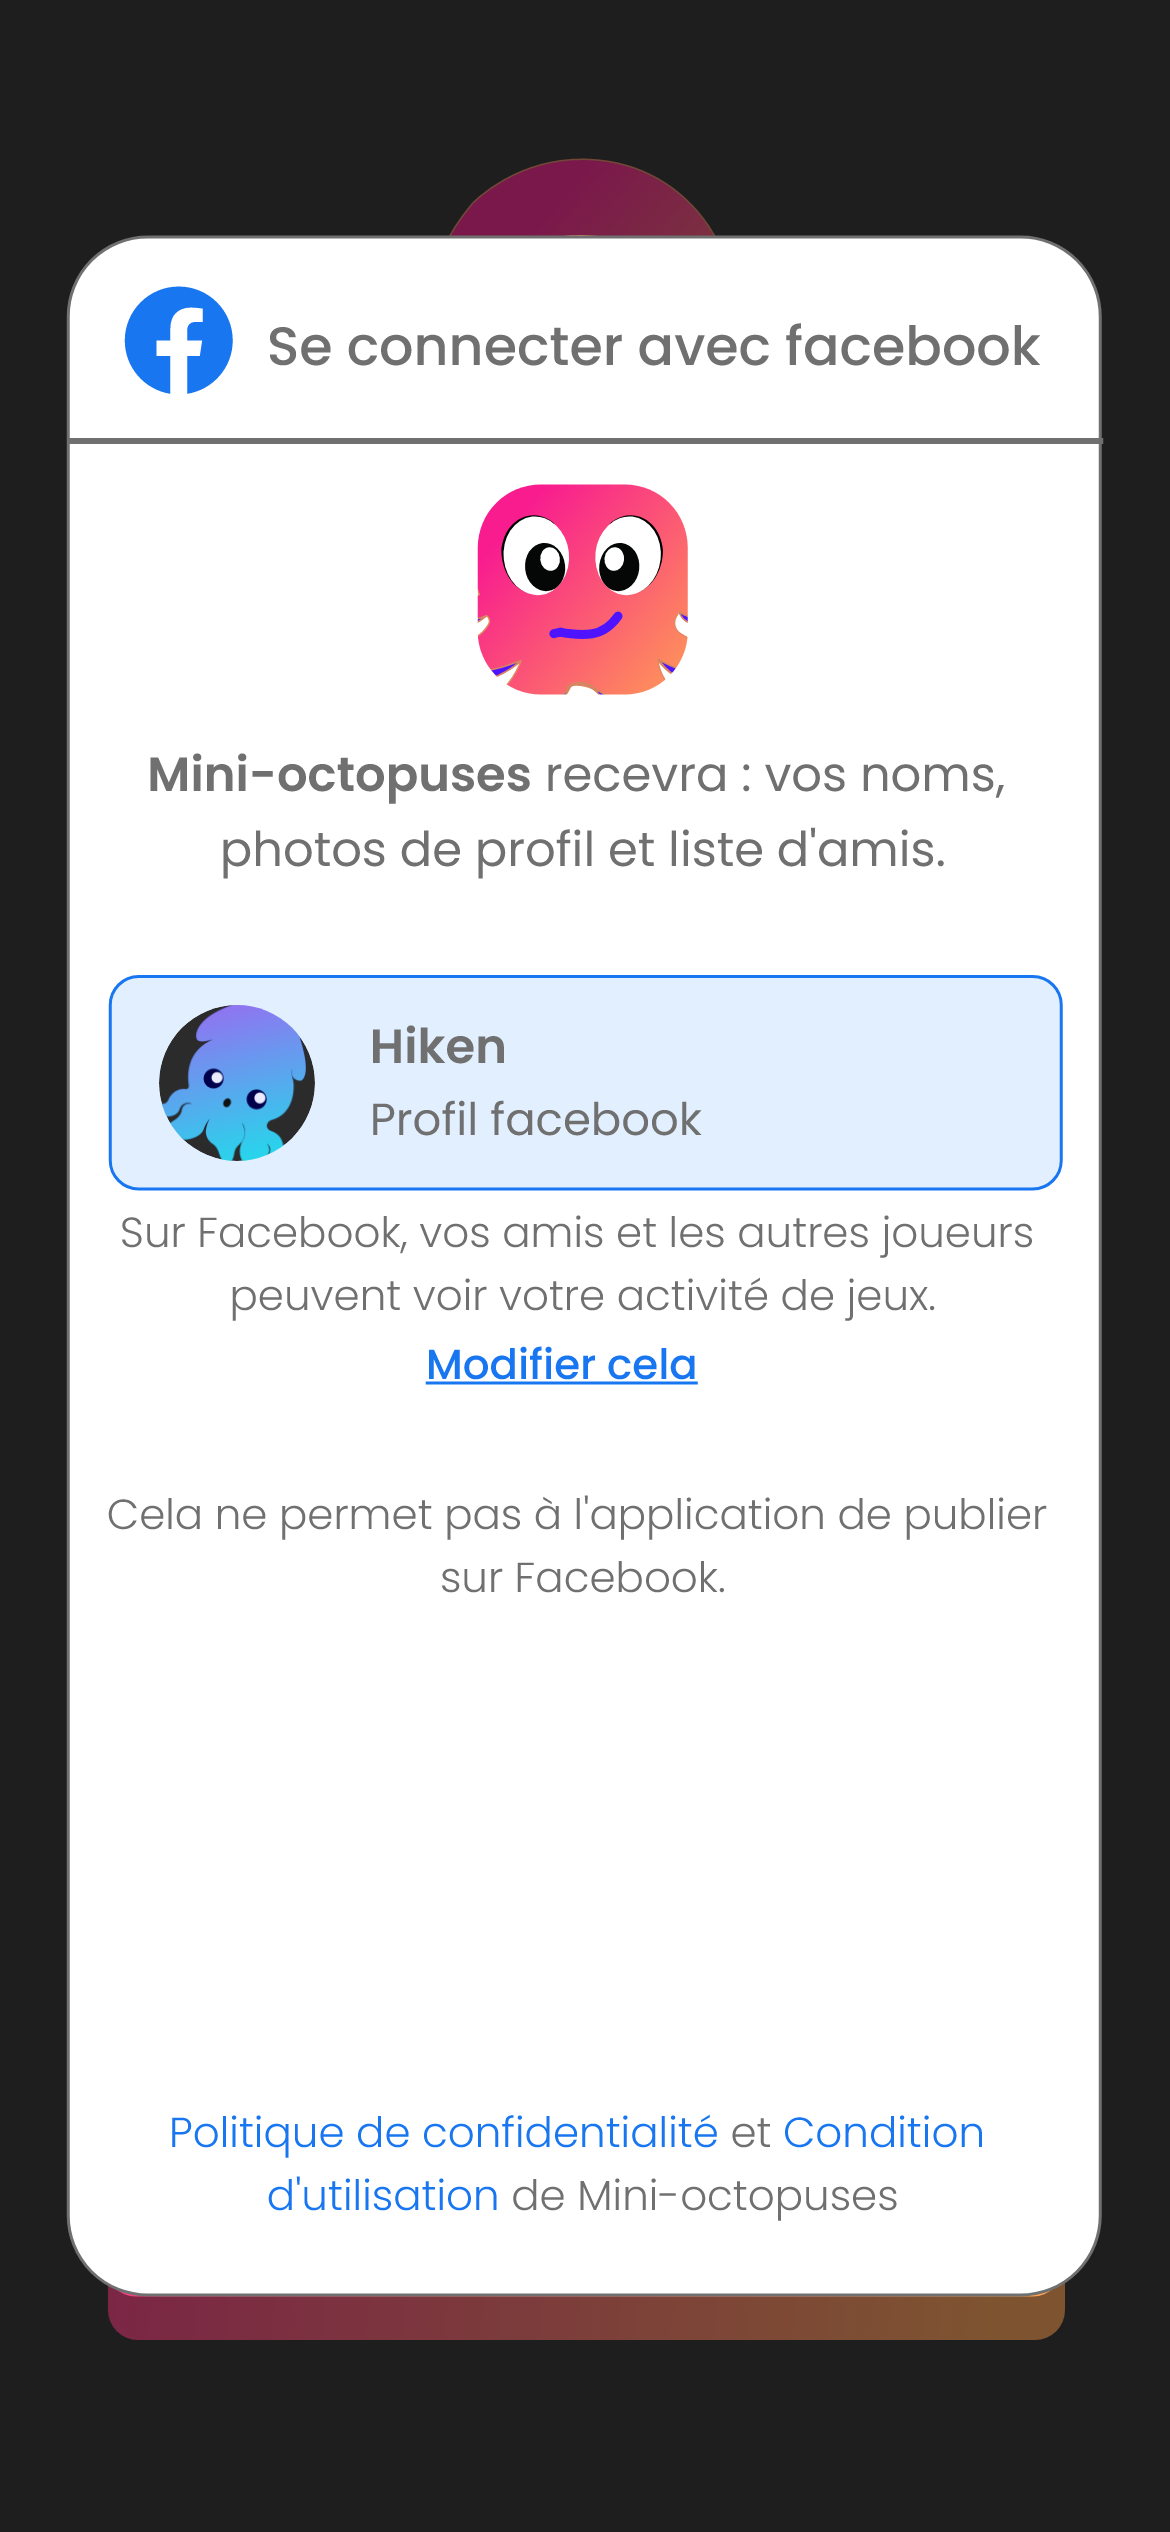 Se connecter avec facebook
Mini-octopuses recevra : vos noms,
photos de profil et liste d'amis.
Hiken
Profil facebook
Sur Facebook, vos amis et les autres joueurs
peuvent voir votre activité de jeux.
Modifier cela
Cela ne permet pas à l'application de publier
sur Facebook.
Politique de confidentialité et Condition
d'utilisation de Mini-octopuses